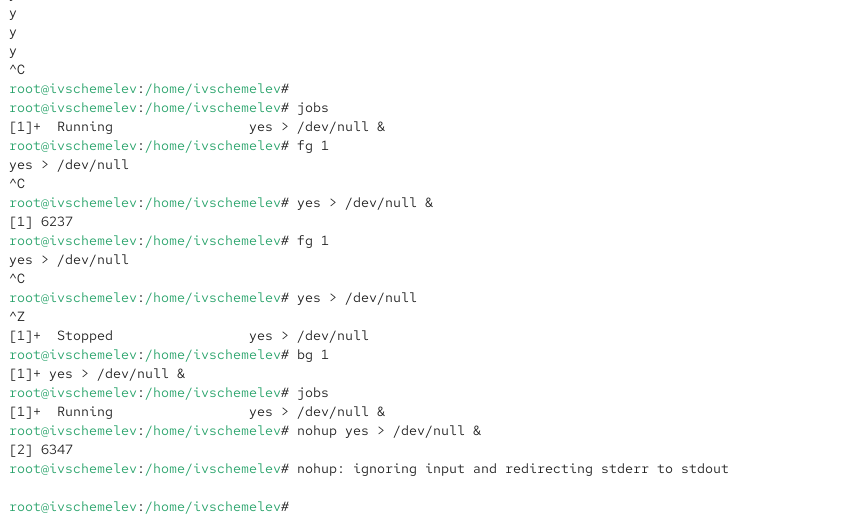 y
y
y
^C
root@ivschemelev:/home/ivschemelev#
root@ivschemelev:/home/ivschemelev# jobs
[1]+  Running                 yes > /dev/null &
root@ivschemelev:/home/ivschemelev# fg 1
yes > /dev/null
^C
root@ivschemelev:/home/ivschemelev# yes > /dev/null &
[1] 6237
root@ivschemelev:/home/ivschemelev# fg 1
yes > /dev/null
^C
root@ivschemelev:/home/ivschemelev# yes > /dev/null
^Z
[1]+  Stopped                 yes > /dev/null
root@ivschemelev:/home/ivschemelev# bg 1
[1]+ yes > /dev/null &
root@ivschemelev:/home/ivschemelev# jobs
[1]+  Running                 yes > /dev/null &
root@ivschemelev:/home/ivschemelev# nohup yes > /dev/null &
[2] 6347
root@ivschemelev:/home/ivschemelev# nohup: ignoring input and redirecting stderr to stdout
root@ivschemelev:/home/ivschemelev#